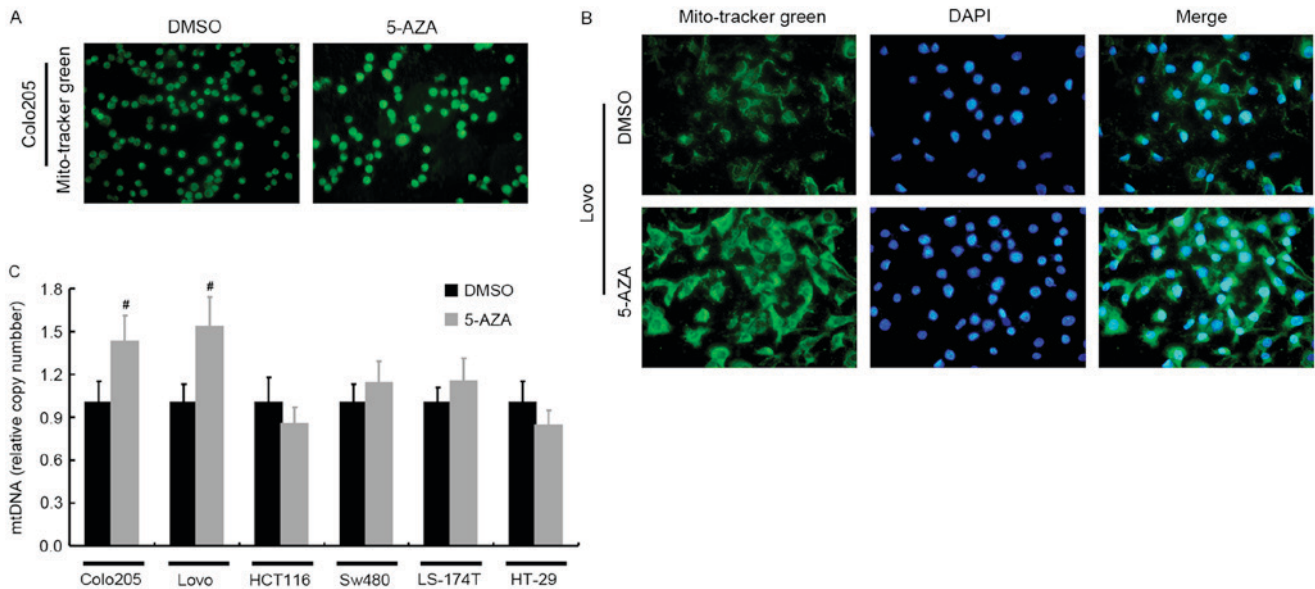 A
DMSO
5-AZA
Colo205
Mito-tracker green
B
Mito-tracker green
DAPI
Merge
Lovo
DMSO
5-AZA
C
mtDNA (relative copy number)
1.8
1.5
1.2
0.9
0.6
0.3
0.0
#
#
DMSO
5-AZA
Colo205
Lovo
HCT116
Sw480
LS-174T
HT-29